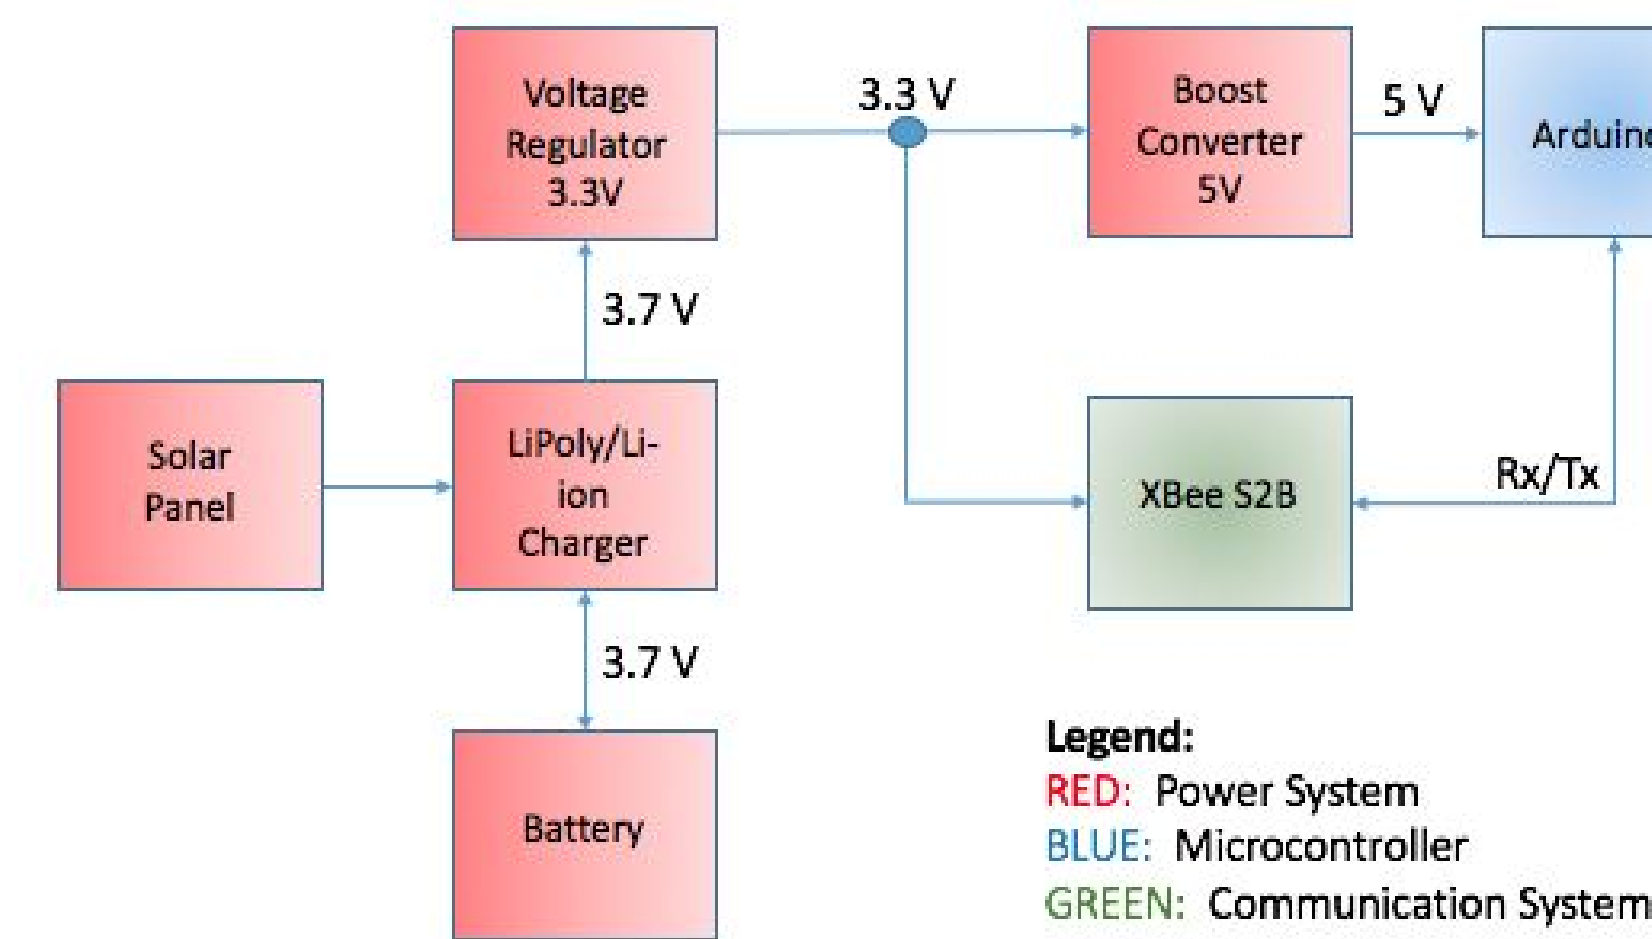 Voltage
Regulator
3.3V
3.3 V
Boost
Converter
5V
5 V
Arduino
3.7 V
Solar
Panel
LiPoly/Li-
ion
Charger
XBee S2B
Rx/Tx
3.7 V
Battery
Legend:
RED: Power System
BLUE: Microcontroller
GREEN: Communication System